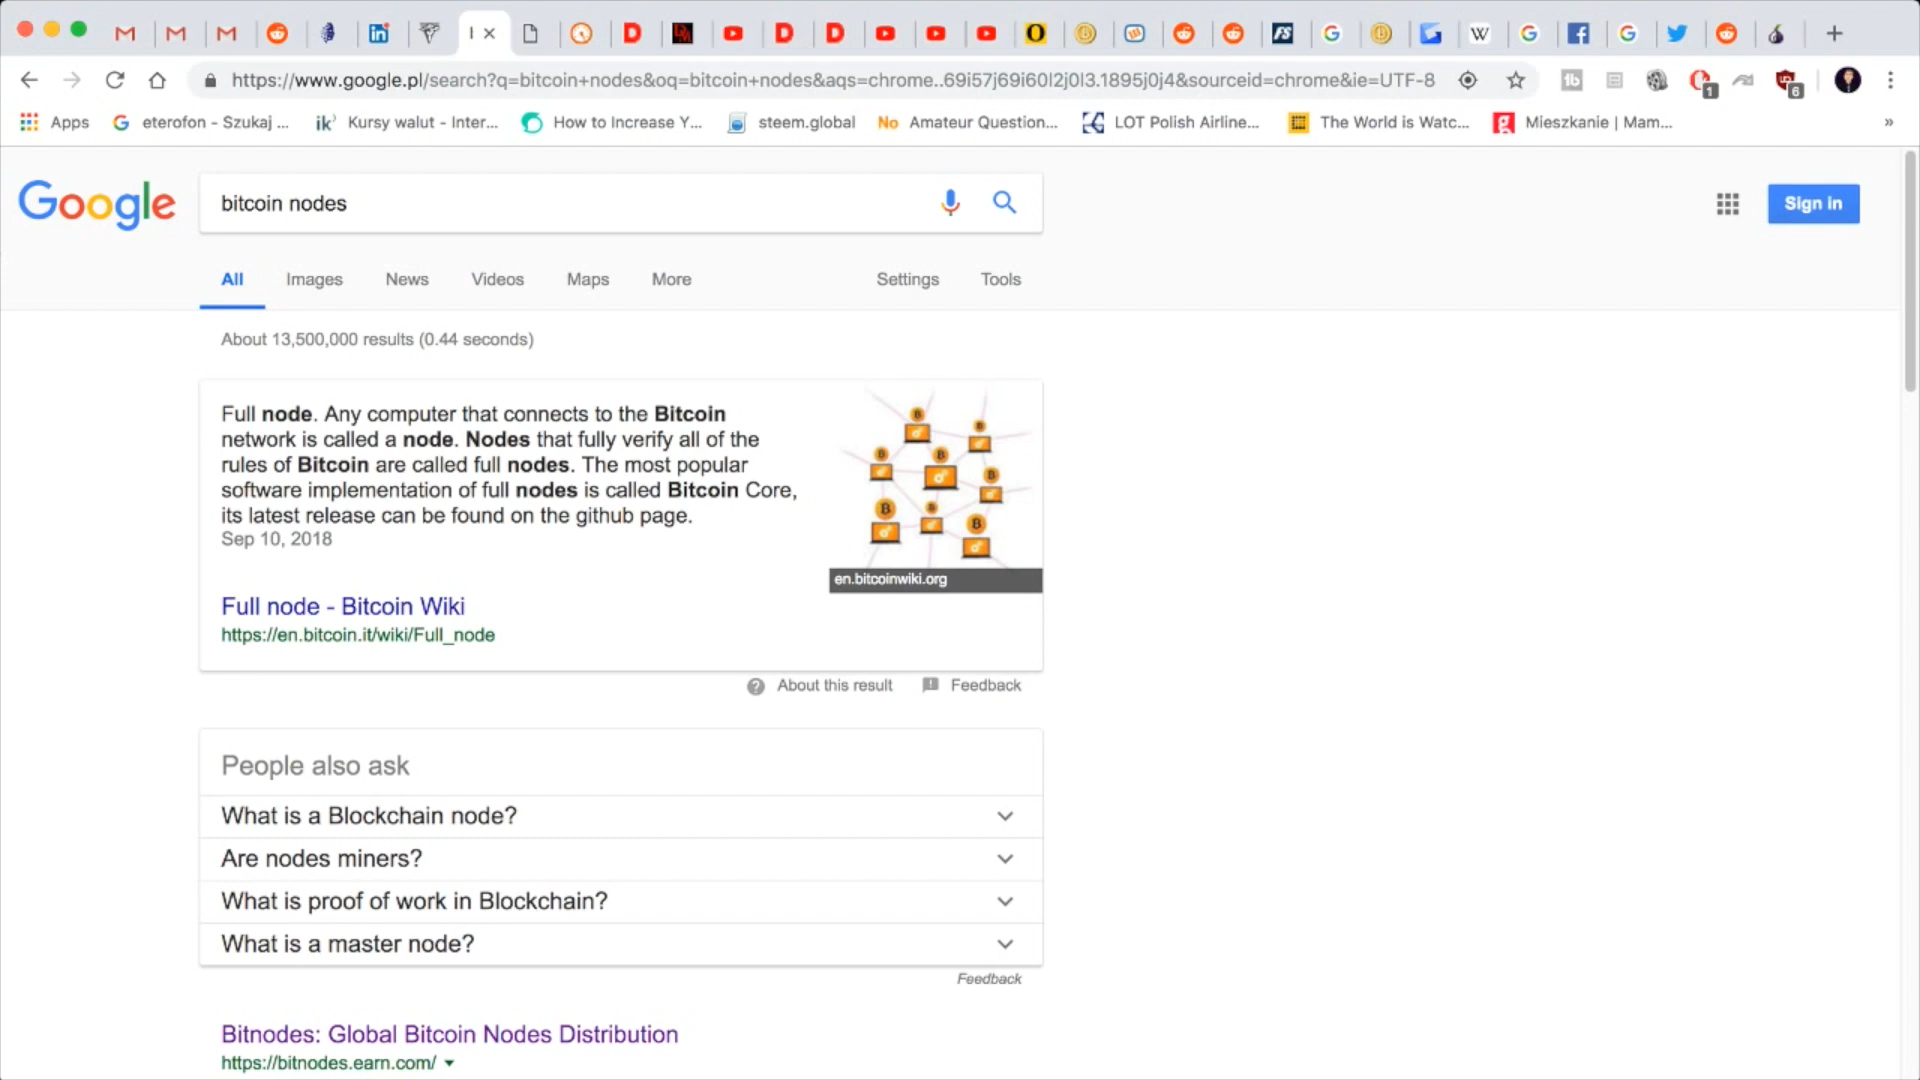 https://www.google.pl/search?q=bitcoin+nodes&oq=bitcoin+nodes&aqs=chrome..69i57j69i60l2j0l3.1895j0j4&sourceid=chrome&ie=UTF-8
1
6
Apps
eterofon - Szukaj ...
Kursy walut - Inter...
How to Increase Y...
steem.global
No
Amateur Question...
LOT Polish Airline...
The World is Watc...
Mieszkanie | Mam...
»
Google
bitcoin nodes
Sign in
All
Images
News
Videos
Maps
More
Settings
Tools
About 13,500,000 results (0.44 seconds)
Full node. Any computer that connects to the Bitcoin
network is called a node. Nodes that fully verify all of the
rules of Bitcoin are called full nodes. The most popular
software implementation of full nodes is called Bitcoin Core,
its latest release can be found on the github page.
Sep 10, 2018
en.bitcoinwiki.org
Full node - Bitcoin Wiki
https://en.bitcoin.it/wiki/Full_node
About this result
Feedback
People also ask
What is a Blockchain node?
Are nodes miners?
What is proof of work in Blockchain?
What is a master node?
Feedback
Bitnodes: Global Bitcoin Nodes Distribution
https://bitnodes.earn.com/